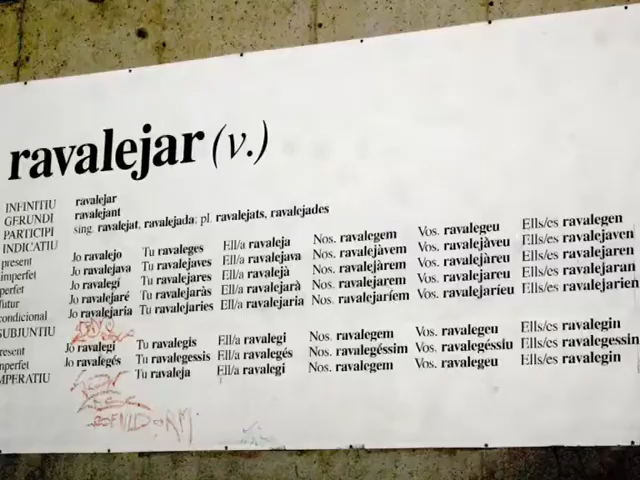 ravalejar (v.)
INFINITIU ravalejar
GERUNDI ravalejant
PARTICIPI sing. ravalejat, ravalejada; pl. ravalejats, ravalejades
INDICATIU
present Jo ravalejo Tu ravaleges Ell/a ravaleja Nos. ravalegem Vos. ravalegeu Ells/es ravalegen
imperfet Jo ravalejava Tu ravalejaves Ell/a ravalejava Nos. ravalejàvem Vos. ravalejàveu Ells/es ravalejaven
perfet Jo ravalegí Tu ravalejares Ell/a ravalejà Nos. ravalejàrem Vos. ravalejàreu Ells/es ravalejaren
futur Jo ravalejaré Tu ravalejaràs Ell/a ravalejarà Nos. ravalejarem Vos. ravalejareu Ells/es ravalejaran
condicional Jo ravalejaria Tu ravalejaries Ell/a ravalejaria Nos. ravalejaríem Vos. ravalejaríeu Ells/es ravalejarien
SUBJUNTIU
resent Jo ravalegi Tu ravalegis Ell/a ravalegi Nos. ravalegem Vos. ravalegeu Ells/es ravalegin
mperfet Jo ravalegés Tu ravalegessis Ell/a ravalegés Nos. ravalegéssim Vos. ravalegéssiu Ells/es ravalegessin
MPERATIU Tu ravaleja Ell/a ravalegi Nos. ravalegem Vos. ravalegeu Ells/es ravalegin